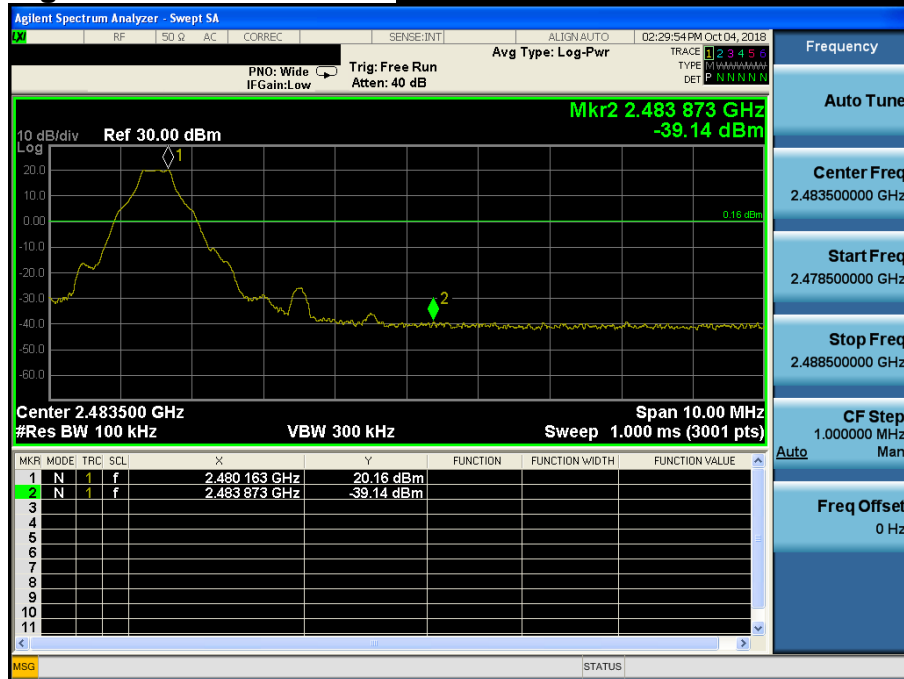 Agilent Spectrum Analyzer - Swept SA
LXI RF 50 Ω AC CORREC SENSE:INT ALIGN AUTO 02:29:54 PM Oct 04, 2018
Avg Type: Log-Pwr TRACE 1 2 3 4 5 6
PNO: Wide Trig: Free Run TYPE M WWWWW
IFGain:Low Atten: 40 dB DET P N N N N N
Mkr2 2.483 873 GHz
10 dB/div Ref 30.00 dBm -39.14 dBm
Log
1
20.0
10.0
0.00
0.16 dBm
-10.0
-20.0
-30.0
2
-40.0
-50.0
-60.0
Center 2.483500 GHz Span 10.00 MHz
#Res BW 100 kHz VBW 300 kHz Sweep 1.000 ms (3001 pts)
MKR MODE TRC SCL X Y FUNCTION FUNCTION WIDTH FUNCTION VALUE
1 N 1 f 2.480 163 GHz 20.16 dBm
2 N 1 f 2.483 873 GHz -39.14 dBm
3
4
5
6
7
8
9
10
11
MSG STATUS
Frequency
Auto Tune
Center Freq
2.483500000 GHz
Start Freq
2.478500000 GHz
Stop Freq
2.488500000 GHz
CF Step
1.000000 MHz
Auto Man
Freq Offset
0 Hz